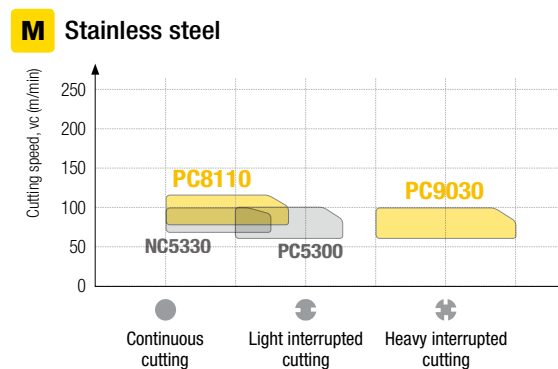 M Stainless steel
Cutting speed, vc (m/min)
250
200
150
100
50
0
PC8110
PC9030
NC5330
PC5300
Continuous
cutting
Light interrupted
cutting
Heavy interrupted
cutting